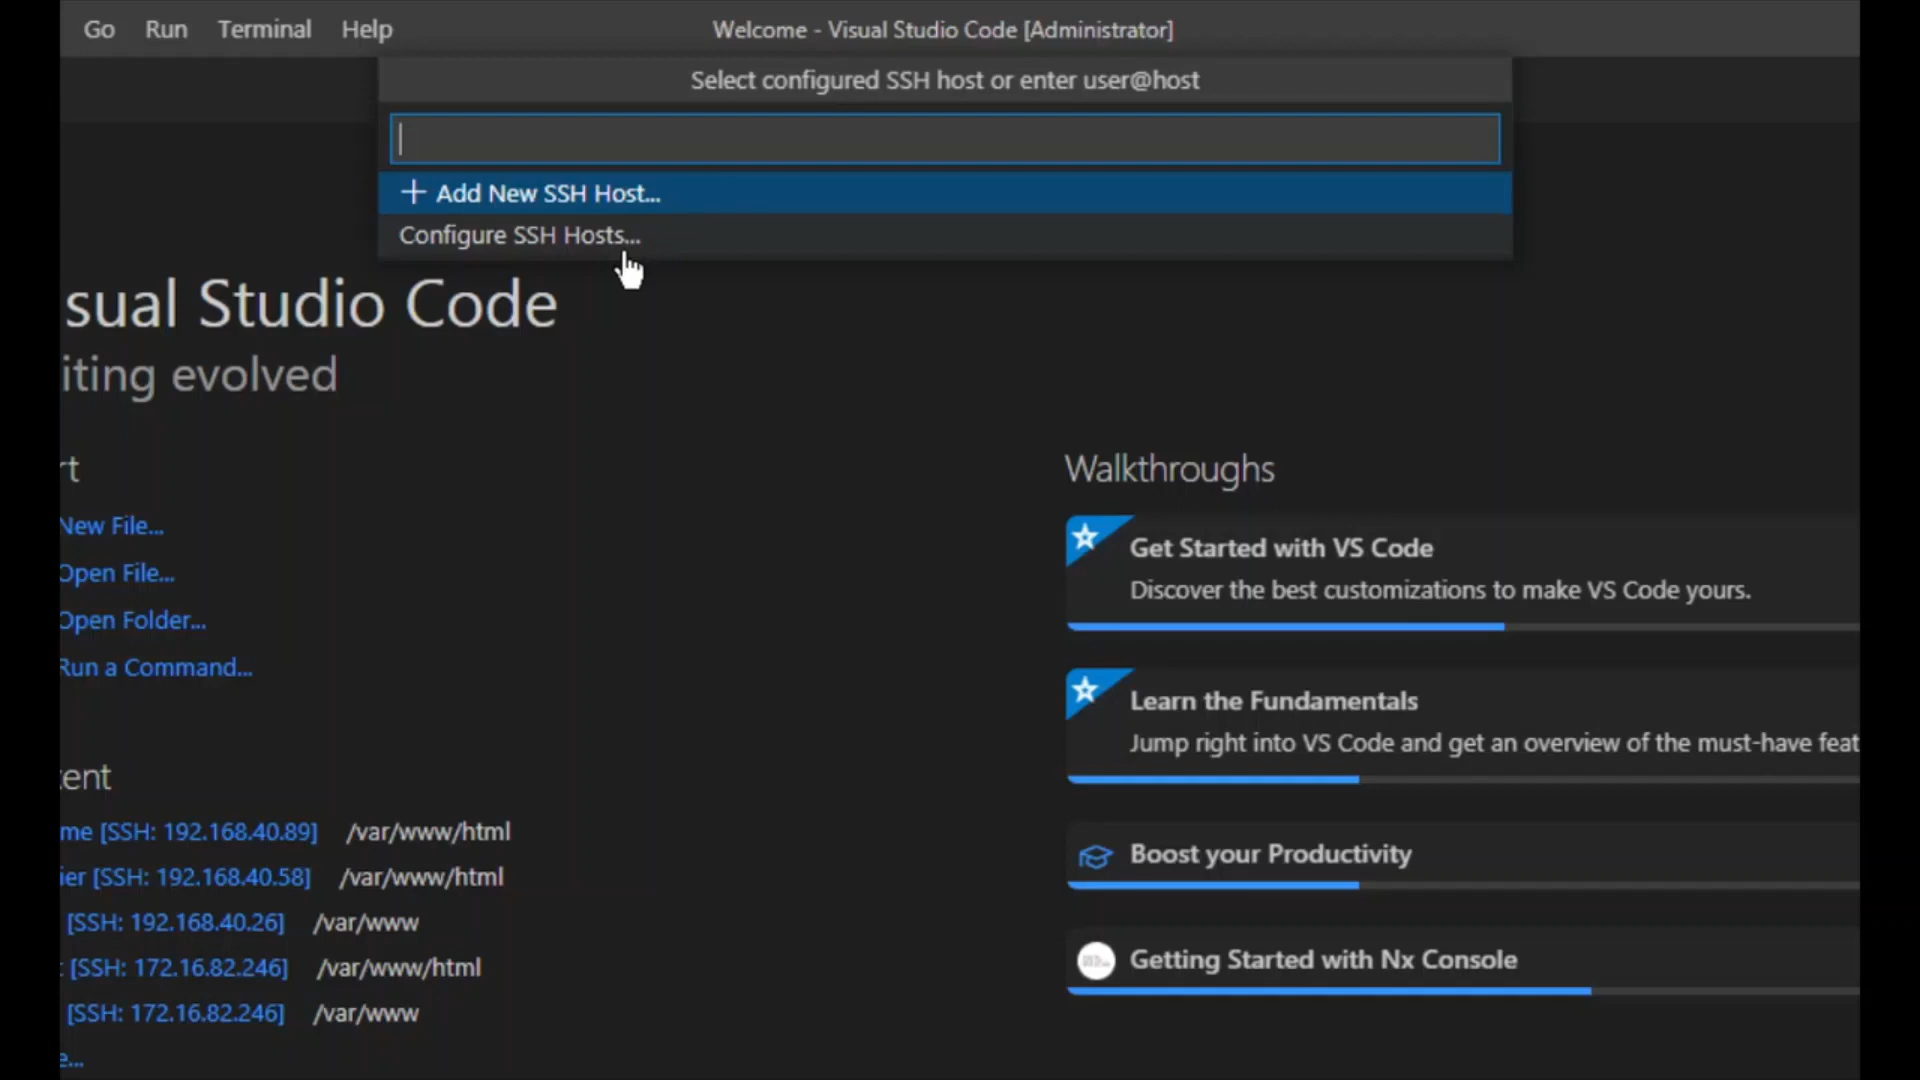 Go Run Terminal Help
Welcome - Visual Studio Code [Administrator]
Select configured SSH host or enter user@host
+ Add New SSH Host...
Configure SSH Hosts...
sual Studio Code
iting evolved
rt
New File...
Open File...
Open Folder...
Run a Command...
cent
me [SSH: 192.168.40.89] /var/www/html
ier [SSH: 192.168.40.58] /var/www/html
[SSH: 192.168.40.26] /var/www
t [SSH: 172.16.82.246] /var/www/html
[SSH: 172.16.82.246] /var/www
e...
Walkthroughs
Get Started with VS Code
Discover the best customizations to make VS Code yours.
Learn the Fundamentals
Jump right into VS Code and get an overview of the must-have feat
Boost your Productivity
Getting Started with Nx Console